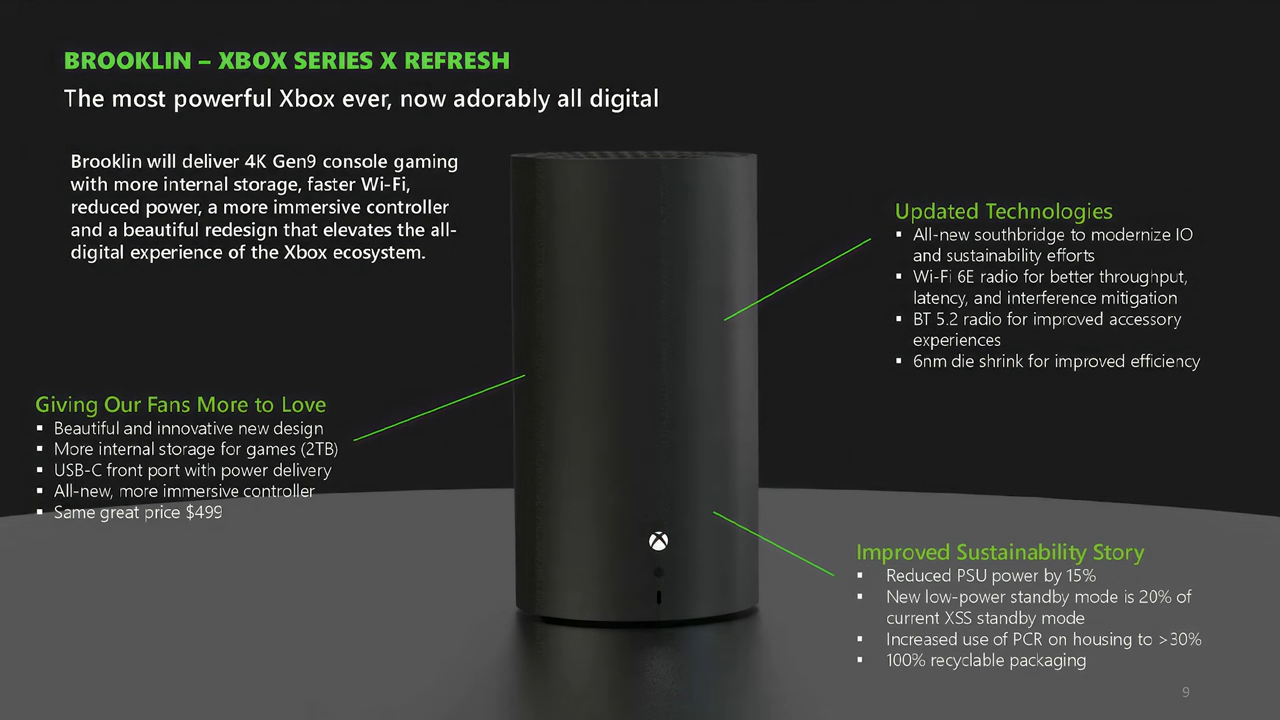 BROOKLIN – XBOX SERIES X REFRESH
The most powerful Xbox ever, now adorably all digital
Brooklin will deliver 4K Gen9 console gaming
with more internal storage, faster Wi-Fi,
reduced power, a more immersive controller
and a beautiful redesign that elevates the all-
digital experience of the Xbox ecosystem.
Giving Our Fans More to Love
▪ Beautiful and innovative new design
▪ More internal storage for games (2TB)
▪ USB-C front port with power delivery
▪ All-new, more immersive controller
▪ Same great price $499
Updated Technologies
▪ All-new southbridge to modernize IO
and sustainability efforts
▪ Wi-Fi 6E radio for better throughput,
latency, and interference mitigation
▪ BT 5.2 radio for improved accessory
experiences
▪ 6nm die shrink for improved efficiency
Improved Sustainability Story
▪ Reduced PSU power by 15%
▪ New low-power standby mode is 20% of
current XSS standby mode
▪ Increased use of PCR on housing to >30%
▪ 100% recyclable packaging
9